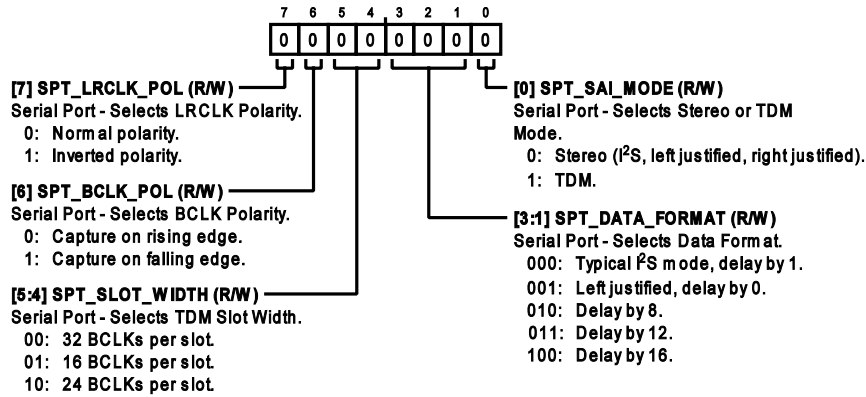 7 6 5 4 3 2 1 0
0 0 0 0 0 0 0 0
[7] SPT_LRCLK_POL (R/W)
Serial Port - Selects LRCLK Polarity.
0: Normal polarity.
1: Inverted polarity.
[6] SPT_BCLK_POL (R/W)
Serial Port - Selects BCLK Polarity.
0: Capture on rising edge.
1: Capture on falling edge.
[5:4] SPT_SLOT_WIDTH (R/W)
Serial Port - Selects TDM Slot Width.
00: 32 BCLKs per slot.
01: 16 BCLKs per slot.
10: 24 BCLKs per slot.
[0] SPT_SAI_MODE (R/W)
Serial Port - Selects Stereo or TDM
Mode.
0: Stereo (I²S, left justified, right justified).
1: TDM.
[3:1] SPT_DATA_FORMAT (R/W)
Serial Port - Selects Data Format.
000: Typical I²S mode, delay by 1.
001: Left justified, delay by 0.
010: Delay by 8.
011: Delay by 12.
100: Delay by 16.